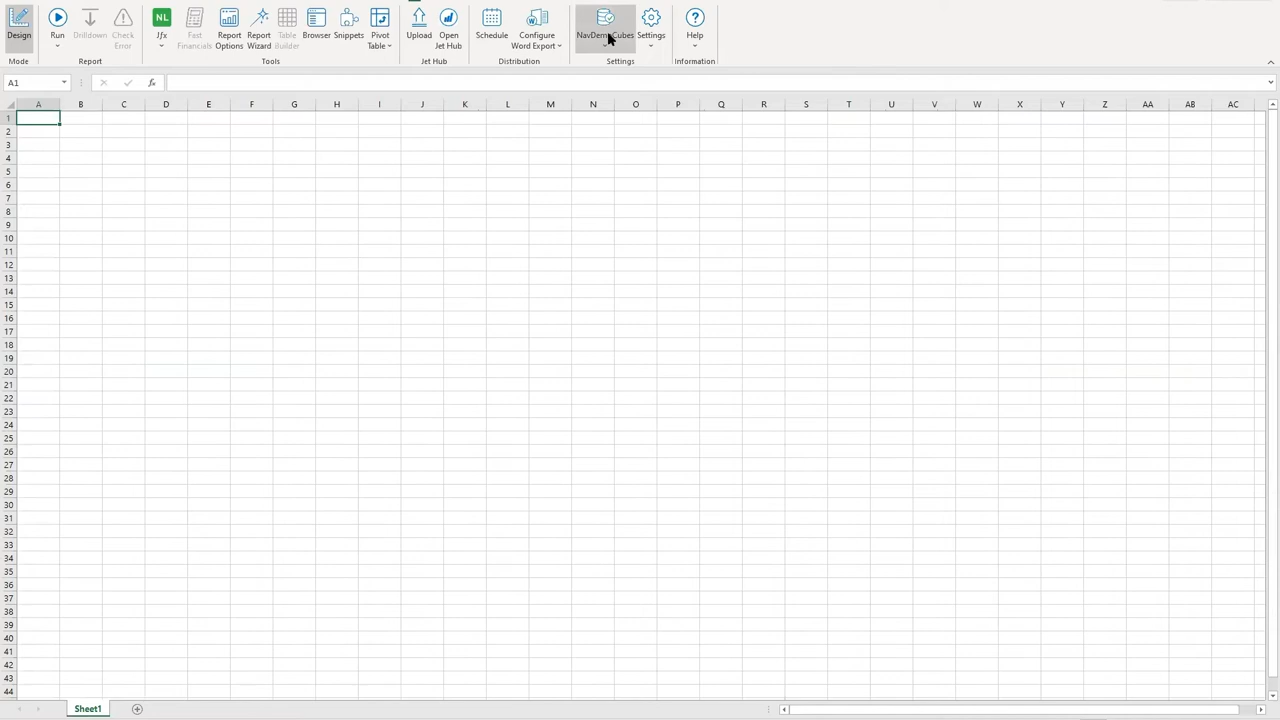 Design
Run
Drilldown
Check Error
NL
Jfx
Fast Financials
Report Options
Report Wizard
Table Builder
Browser
Snippets
Pivot Table
Upload
Open Jet Hub
Schedule
Configure Word Export
NavDem Cubes
Settings
Help
Mode
Report
Tools
Jet Hub
Distribution
Settings
Information
A1
fx
A B C D E F G H I J K L M N O P Q R S T U V W X Y Z AA AB AC
1
2
3
4
5
6
7
8
9
10
11
12
13
14
15
16
17
18
19
20
21
22
23
24
25
26
27
28
29
30
31
32
33
34
35
36
37
38
39
40
41
42
43
44
Sheet1